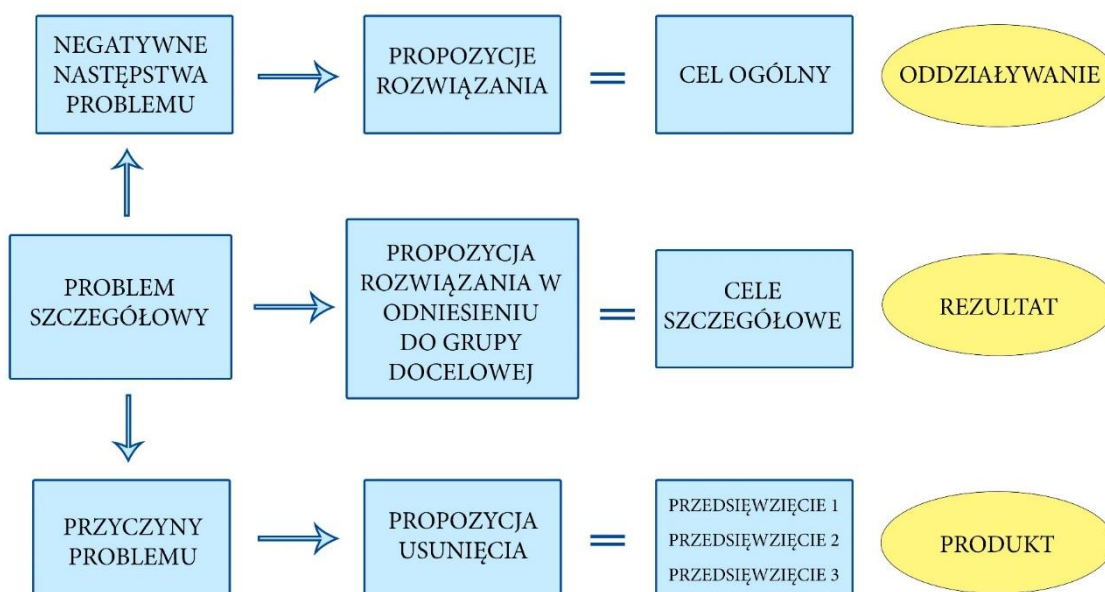 NEGATYWNE
NASTĘPSTWA
PROBLEMU
PROPOZYCJE
ROZWIĄZANIA
=
CEL OGÓLNY
ODDZIAŁYWANIE
PROBLEM
SZCZEGÓŁOWY
PROPOZYCJA
ROZWIĄZANIA W
ODNIESIENIU
DO GRUPY
DOCELOWEJ
=
CELE
SZCZEGÓŁOWE
REZULTAT
PRZYCZYNY
PROBLEMU
PROPOZYCJA
USUNIĘCIA
=
PRZEDSIĘWZIĘCIE 1
PRZEDSIĘWZIĘCIE 2
PRZEDSIĘWZIĘCIE 3
PRODUKT